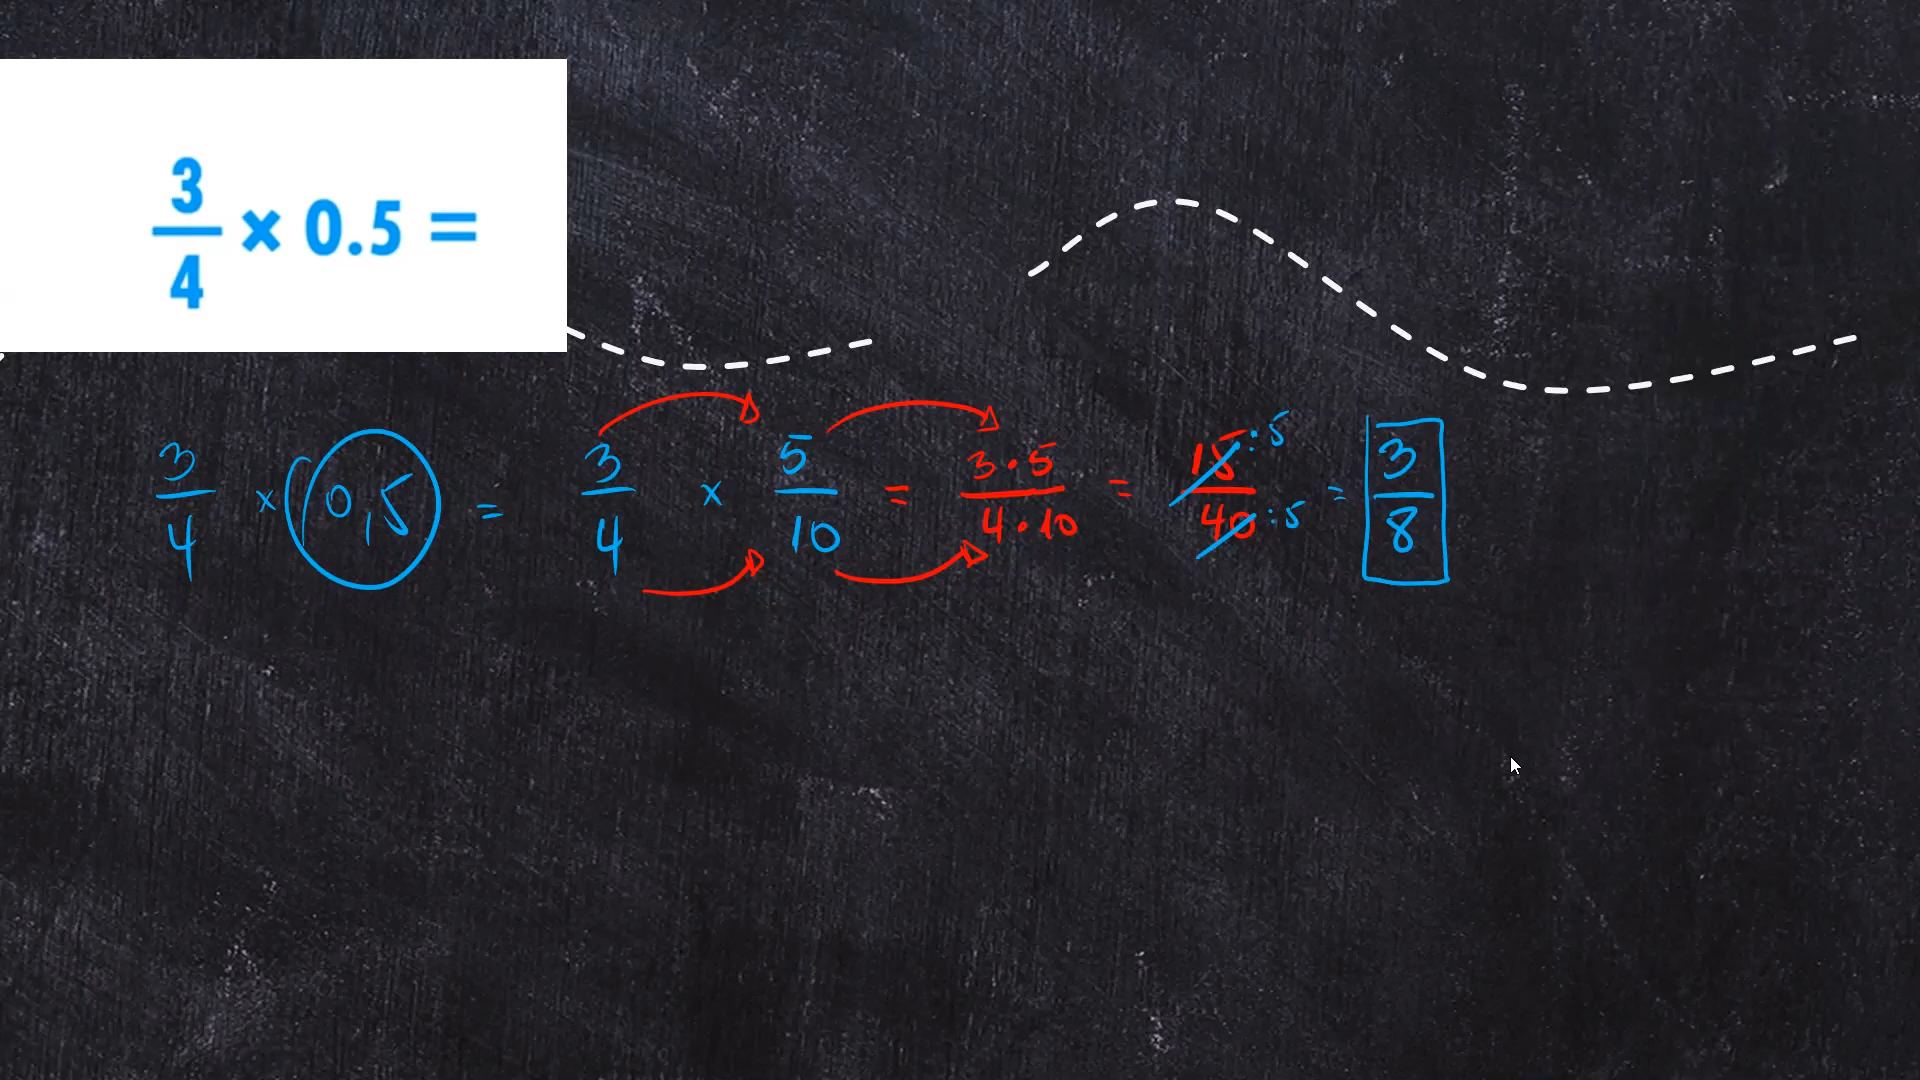 3/4 × 0.5 =
3/4 × (0,5 = 3/4 × 5/10 = 3·5/4·10 = 15:5/40:5 = 3/8